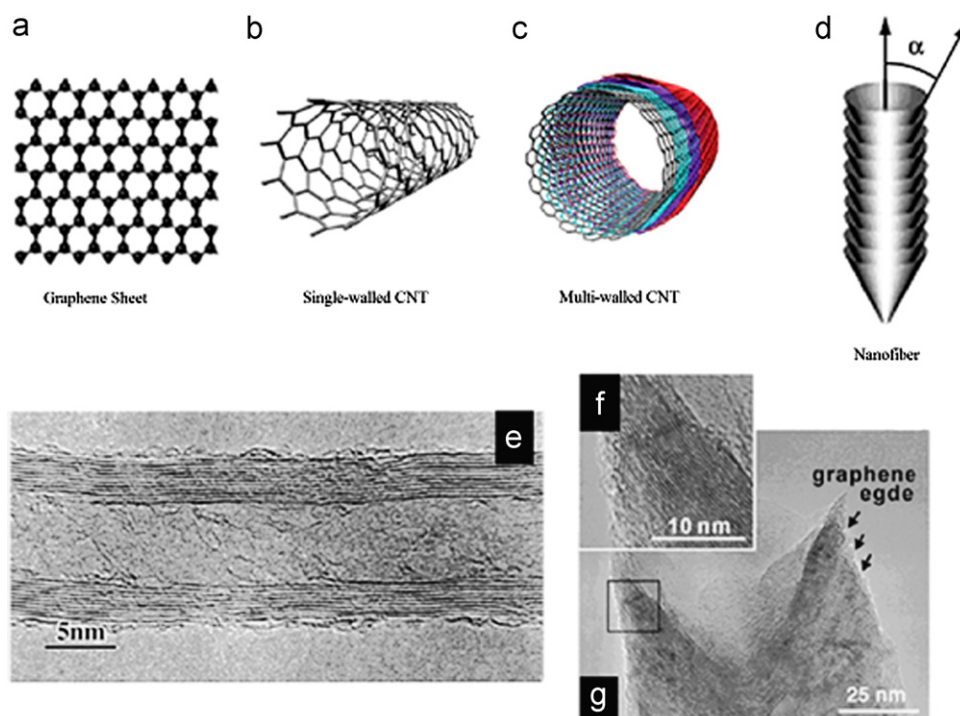 a
b
c
d
α
Graphene Sheet
Single-walled CNT
Multi-walled CNT
Nanofiber
e
5nm
f
10 nm
graphene
egde
g
25 nm